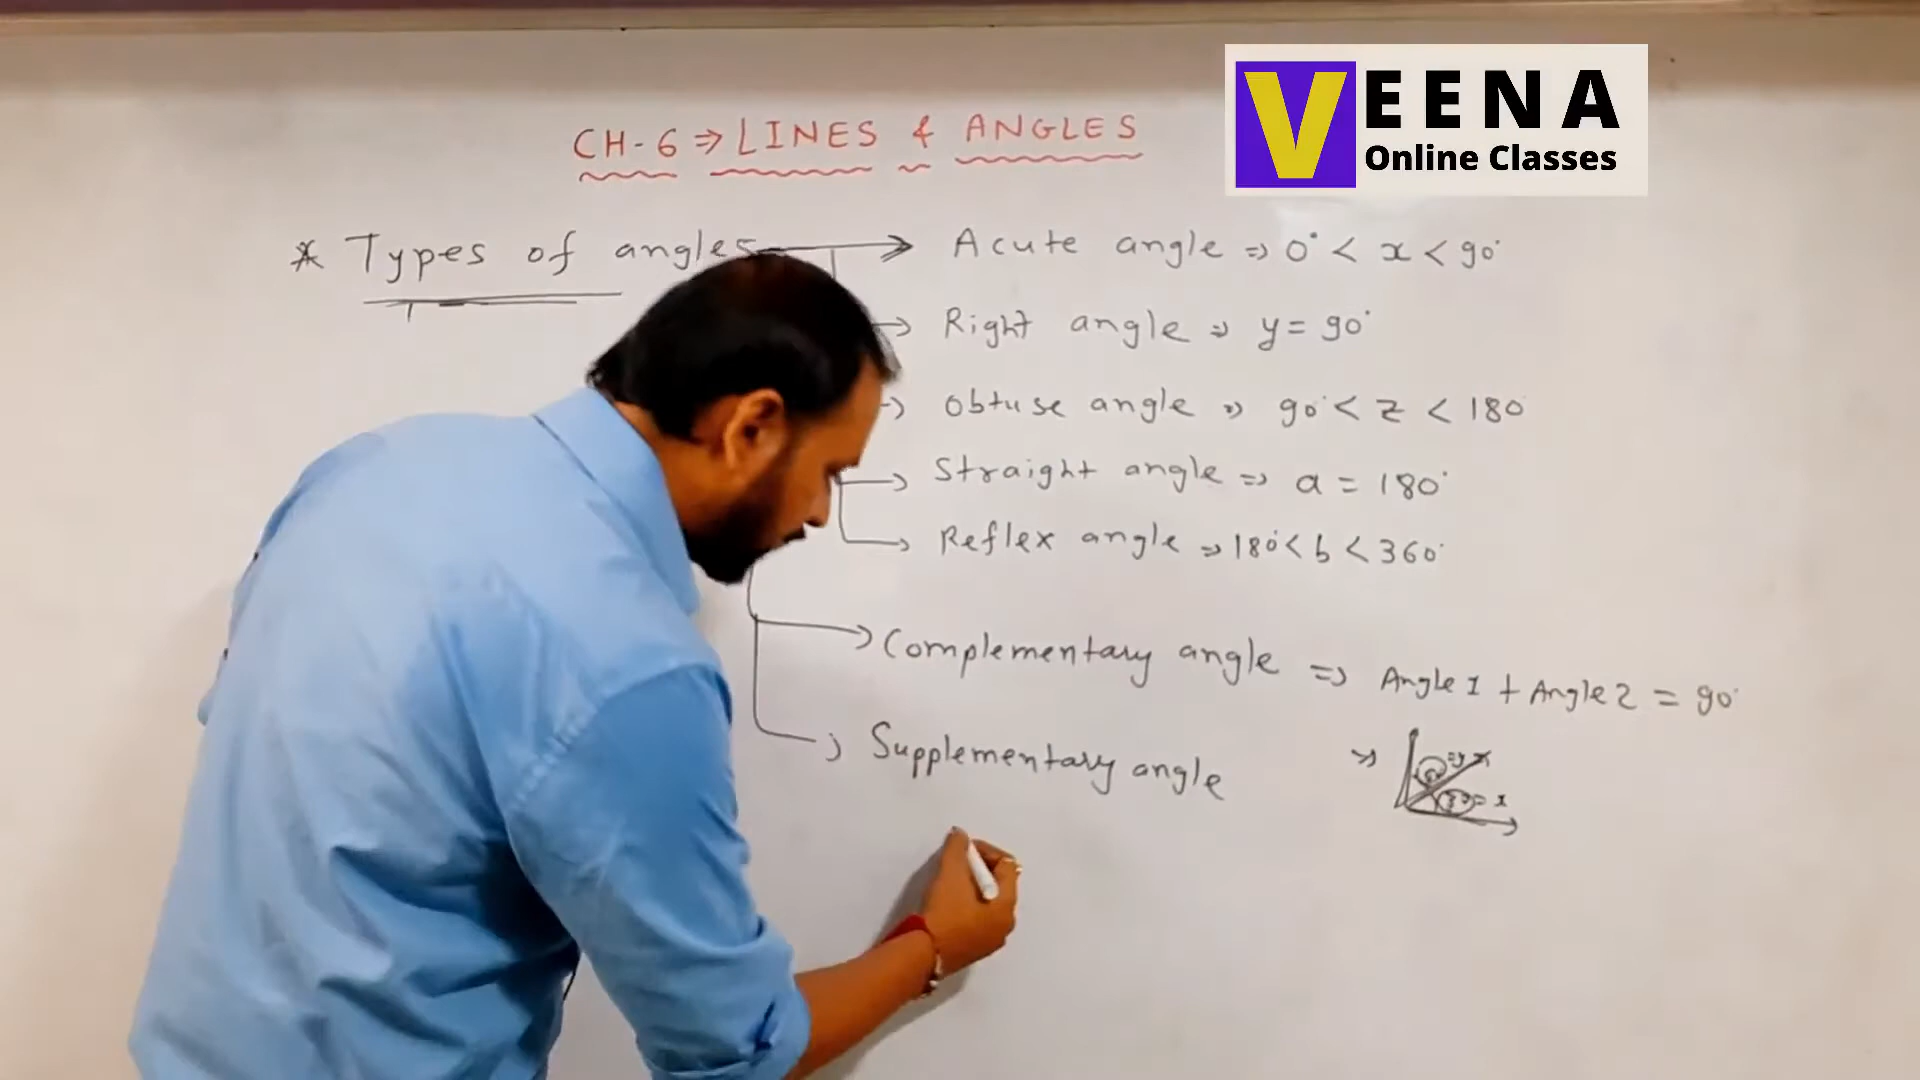 VEENA
Online Classes
CH-6 ⇒ LINES & ANGLES
* Types of angles → Acute angle ⇒ 0° < x < 90°
→ Right angle ⇒ y = 90°
→ Obtuse angle ⇒ 90° < z < 180
→ Straight angle ⇒ a = 180°
→ Reflex angle ⇒ 180° < b < 360°
→ Complementary angle ⇒ Angle 1 + Angle 2 = 90°
→ Supplementary angle